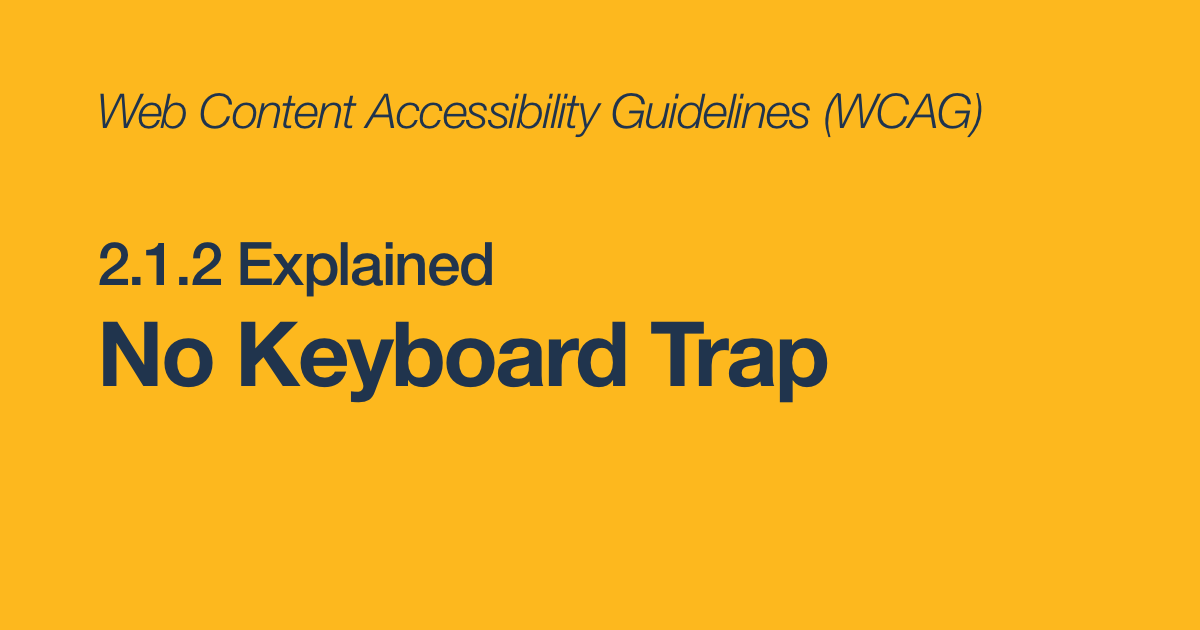 Web Content Accessibility Guidelines (WCAG)
2.1.2 Explained
No Keyboard Trap